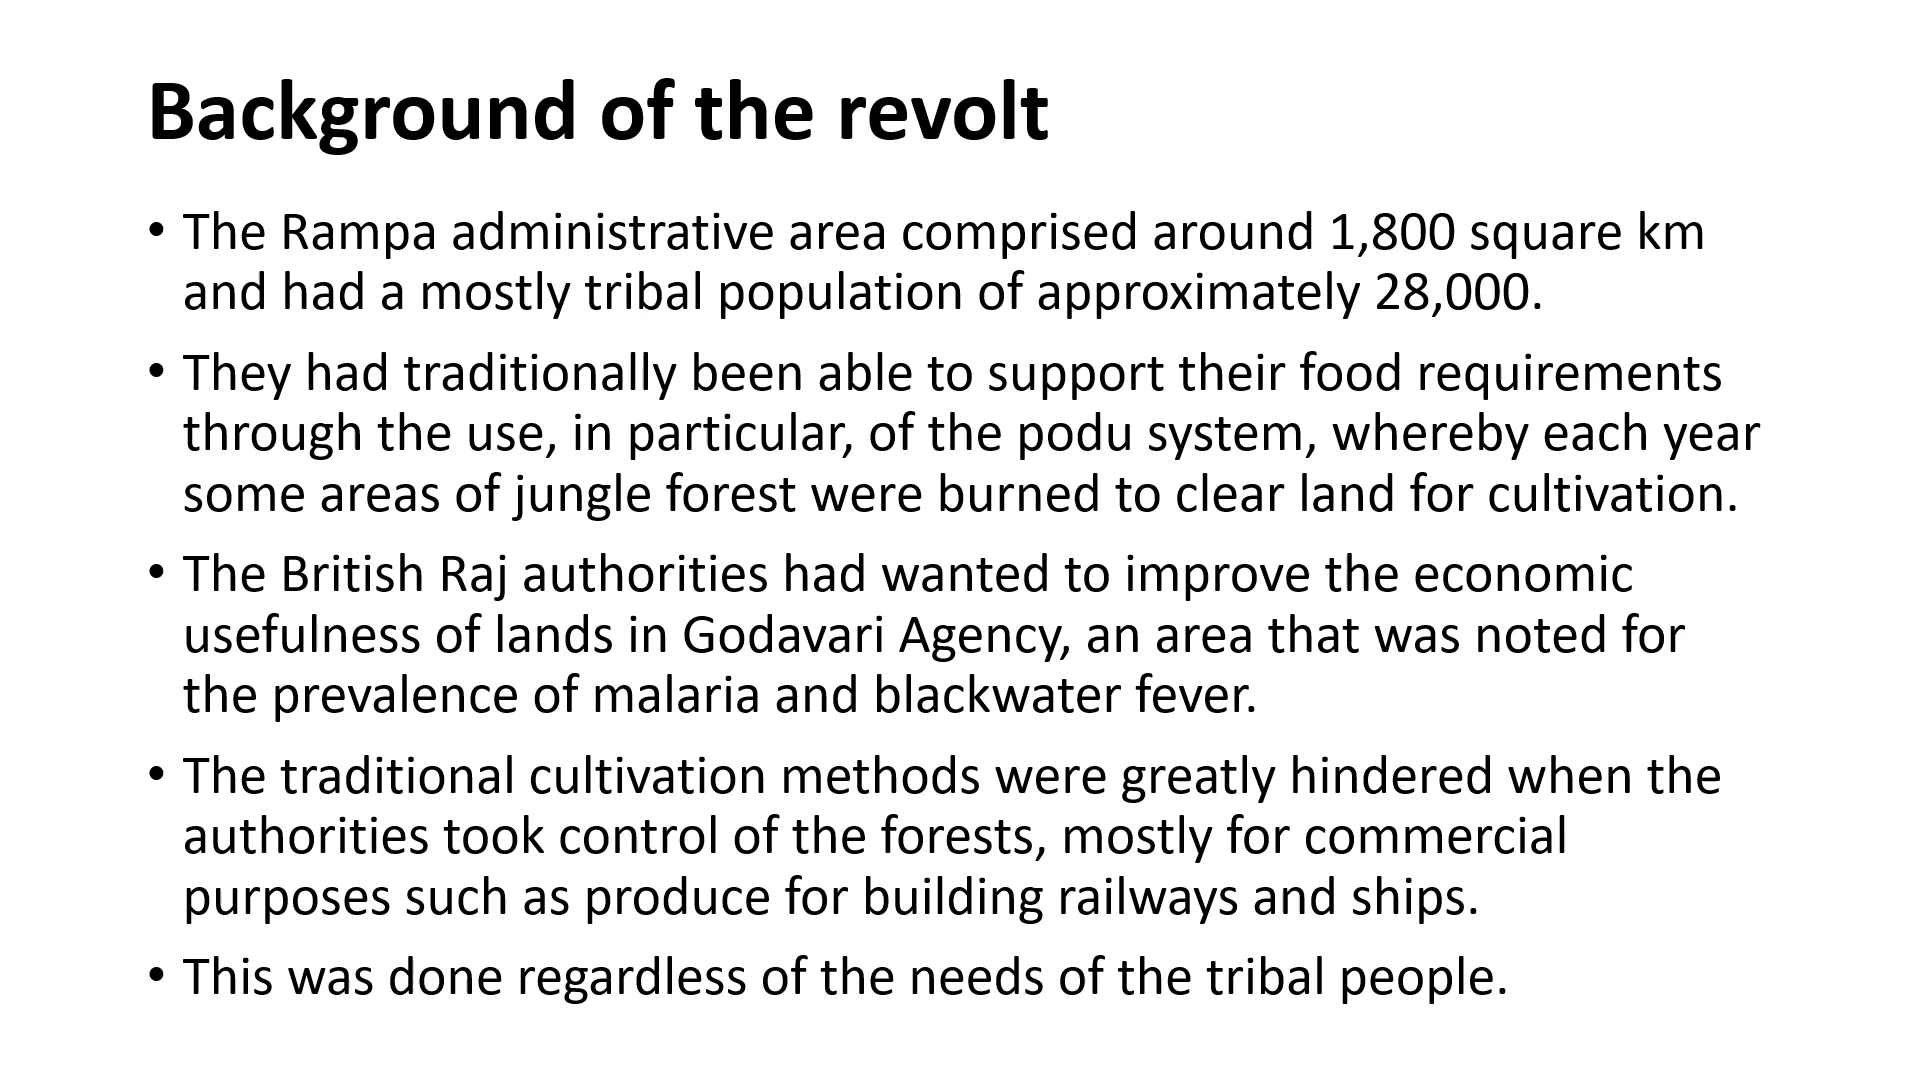 Background of the revolt
• The Rampa administrative area comprised around 1,800 square km
and had a mostly tribal population of approximately 28,000.
• They had traditionally been able to support their food requirements
through the use, in particular, of the podu system, whereby each year
some areas of jungle forest were burned to clear land for cultivation.
• The British Raj authorities had wanted to improve the economic
usefulness of lands in Godavari Agency, an area that was noted for
the prevalence of malaria and blackwater fever.
• The traditional cultivation methods were greatly hindered when the
authorities took control of the forests, mostly for commercial
purposes such as produce for building railways and ships.
• This was done regardless of the needs of the tribal people.